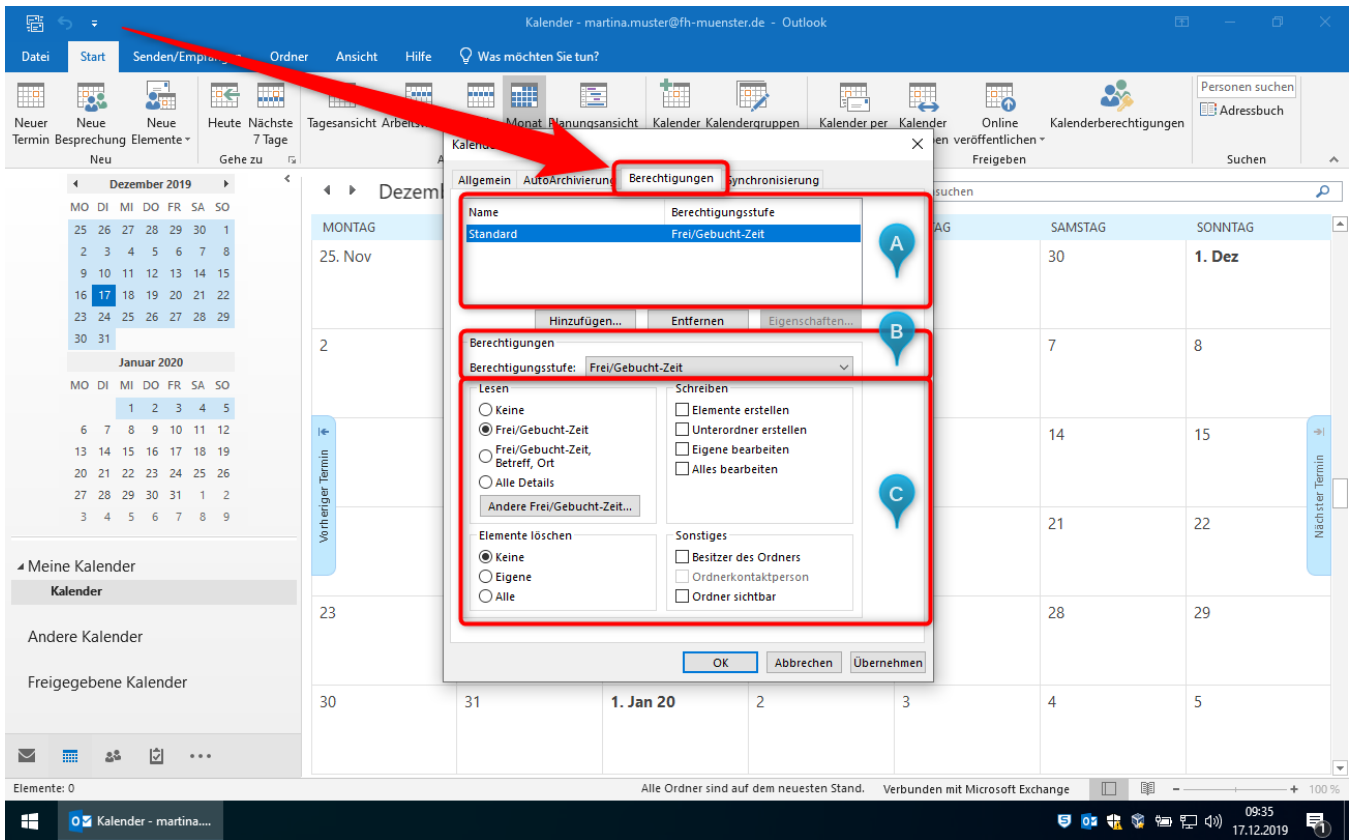 Kalender - martina.muster@fh-muenster.de - Outlook
Datei Start Senden/Empfangen Ordner Ansicht Hilfe Was möchten Sie tun?
Neuer Termin
Neue Besprechung
Neue Elemente
Heute
Nächste 7 Tage
Tagesansicht
Monat
Planungsansicht
Kalender
Kalendergruppen
Kalender per
Kalender
Online veröffentlichen
Kalenderberechtigungen
Personen suchen
Adressbuch
Neu
Gehe zu
Freigeben
Suchen
Dezember 2019
MO DI MI DO FR SA SO
25 26 27 28 29 30 1
2 3 4 5 6 7 8
9 10 11 12 13 14 15
16 17 18 19 20 21 22
23 24 25 26 27 28 29
30 31
Januar 2020
MO DI MI DO FR SA SO
1 2 3 4 5
6 7 8 9 10 11 12
13 14 15 16 17 18 19
20 21 22 23 24 25 26
27 28 29 30 31 1 2
3 4 5 6 7 8 9
Meine Kalender
Kalender
Andere Kalender
Freigegebene Kalender
suchen
MONTAG
SAMSTAG
SONNTAG
25. Nov
30
1. Dez
2
7
8
14
15
21
22
23
28
29
30
31
1. Jan 20
2
3
4
5
Vorheriger Termin
Nächster Termin
Allgemein AutoArchivierung Berechtigungen Synchronisierung
Name Berechtigungsstufe
Standard Frei/Gebucht-Zeit
A
Hinzufügen... Entfernen Eigenschaften...
B
Berechtigungen
Berechtigungsstufe: Frei/Gebucht-Zeit
Lesen
Keine
Frei/Gebucht-Zeit
Frei/Gebucht-Zeit,
Betreff, Ort
Alle Details
Andere Frei/Gebucht-Zeit...
Schreiben
Elemente erstellen
Unterordner erstellen
Eigene bearbeiten
Alles bearbeiten
C
Elemente löschen
Keine
Eigene
Alle
Sonstiges
Besitzer des Ordners
Ordnerkontaktperson
Ordner sichtbar
OK Abbrechen Übernehmen
Elemente: 0
Alle Ordner sind auf dem neuesten Stand. Verbunden mit Microsoft Exchange
100 %
Kalender - martina....
09:35
17.12.2019
1